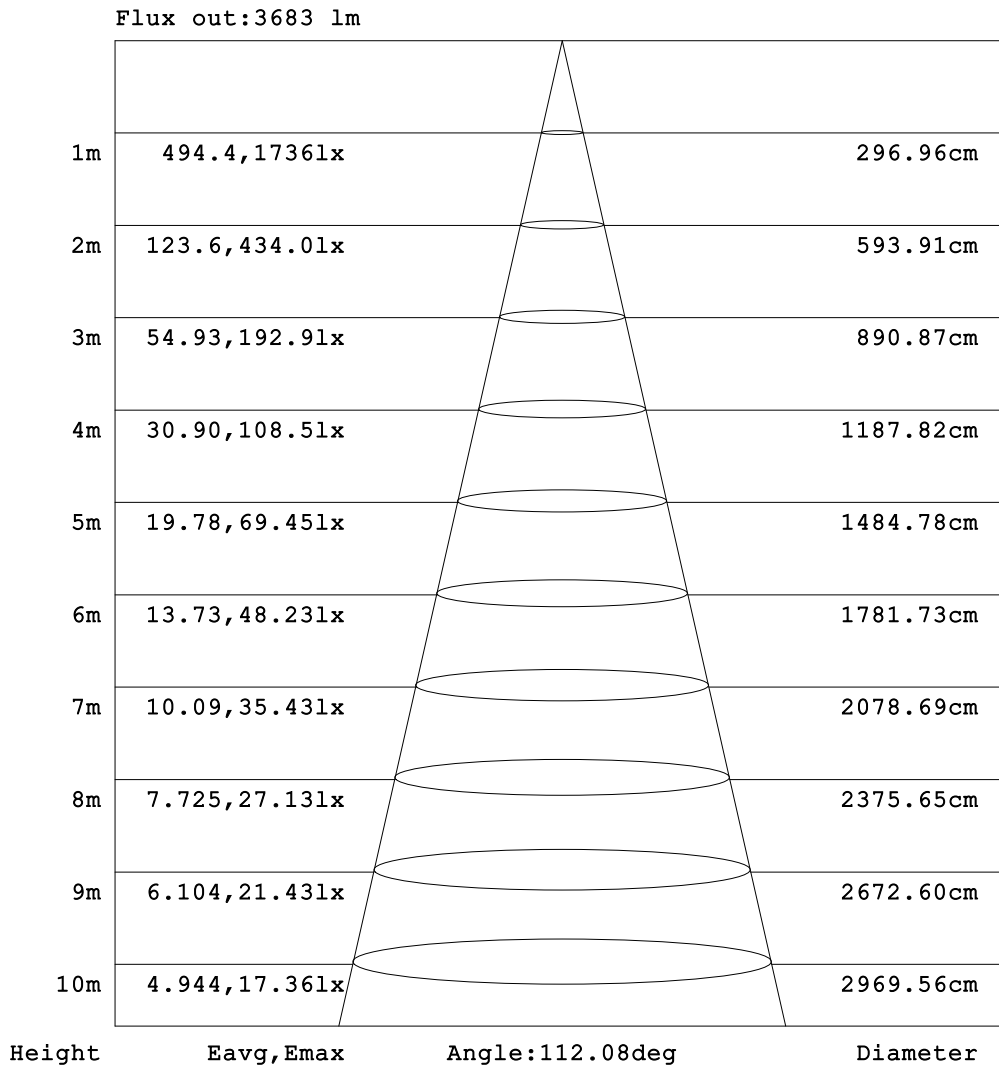 Flux out:3683 lm
1m 494.4,1736lx 296.96cm
2m 123.6,434.0lx 593.91cm
3m 54.93,192.9lx 890.87cm
4m 30.90,108.5lx 1187.82cm
5m 19.78,69.45lx 1484.78cm
6m 13.73,48.23lx 1781.73cm
7m 10.09,35.43lx 2078.69cm
8m 7.725,27.13lx 2375.65cm
9m 6.104,21.43lx 2672.60cm
10m 4.944,17.36lx 2969.56cm
Height Eavg,Emax Angle:112.08deg Diameter